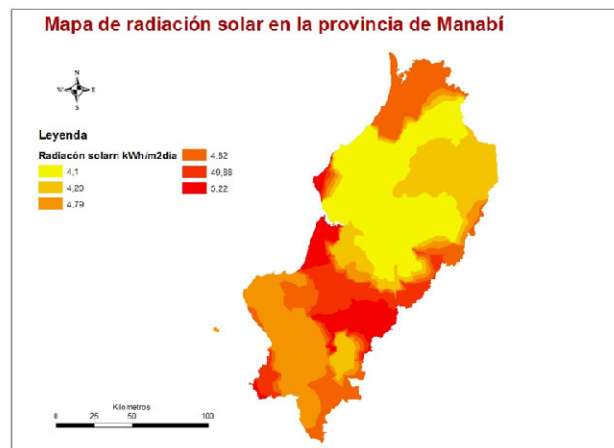 Mapa de radiación solar en la provincia de Manabí
N
W E
S
Leyenda
Radiacón solarn kWh/m2dia
4,1
4,20
4,79
4,82
49,88
5,22
Kilometros
0 25 50 100